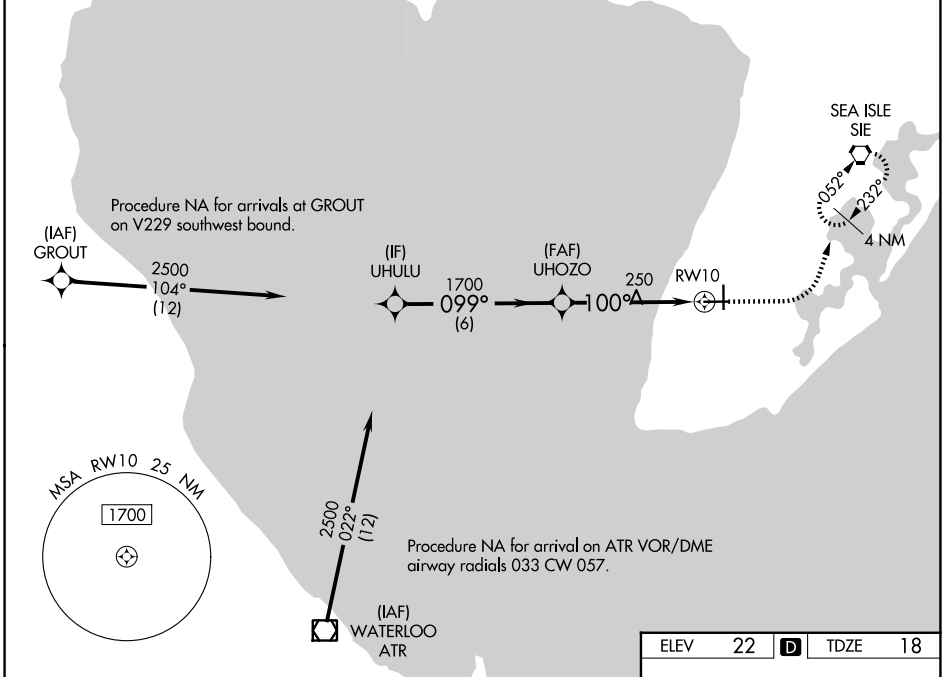 SEA ISLE
SIE
052°
232°
4 NM
Procedure NA for arrivals at GROUT
on V229 southwest bound.
(IAF)
GROUT
2500
104°
(12)
(IF)
UHULU
1700
099°
(6)
(FAF)
UHOZO
100°
250
RW10
MSA RW10 25 NM
1700
2500
022°
(12)
Procedure NA for arrival on ATR VOR/DME
airway radials 033 CW 057.
(IAF)
WATERLOO
ATR
ELEV 22 D TDZE 18